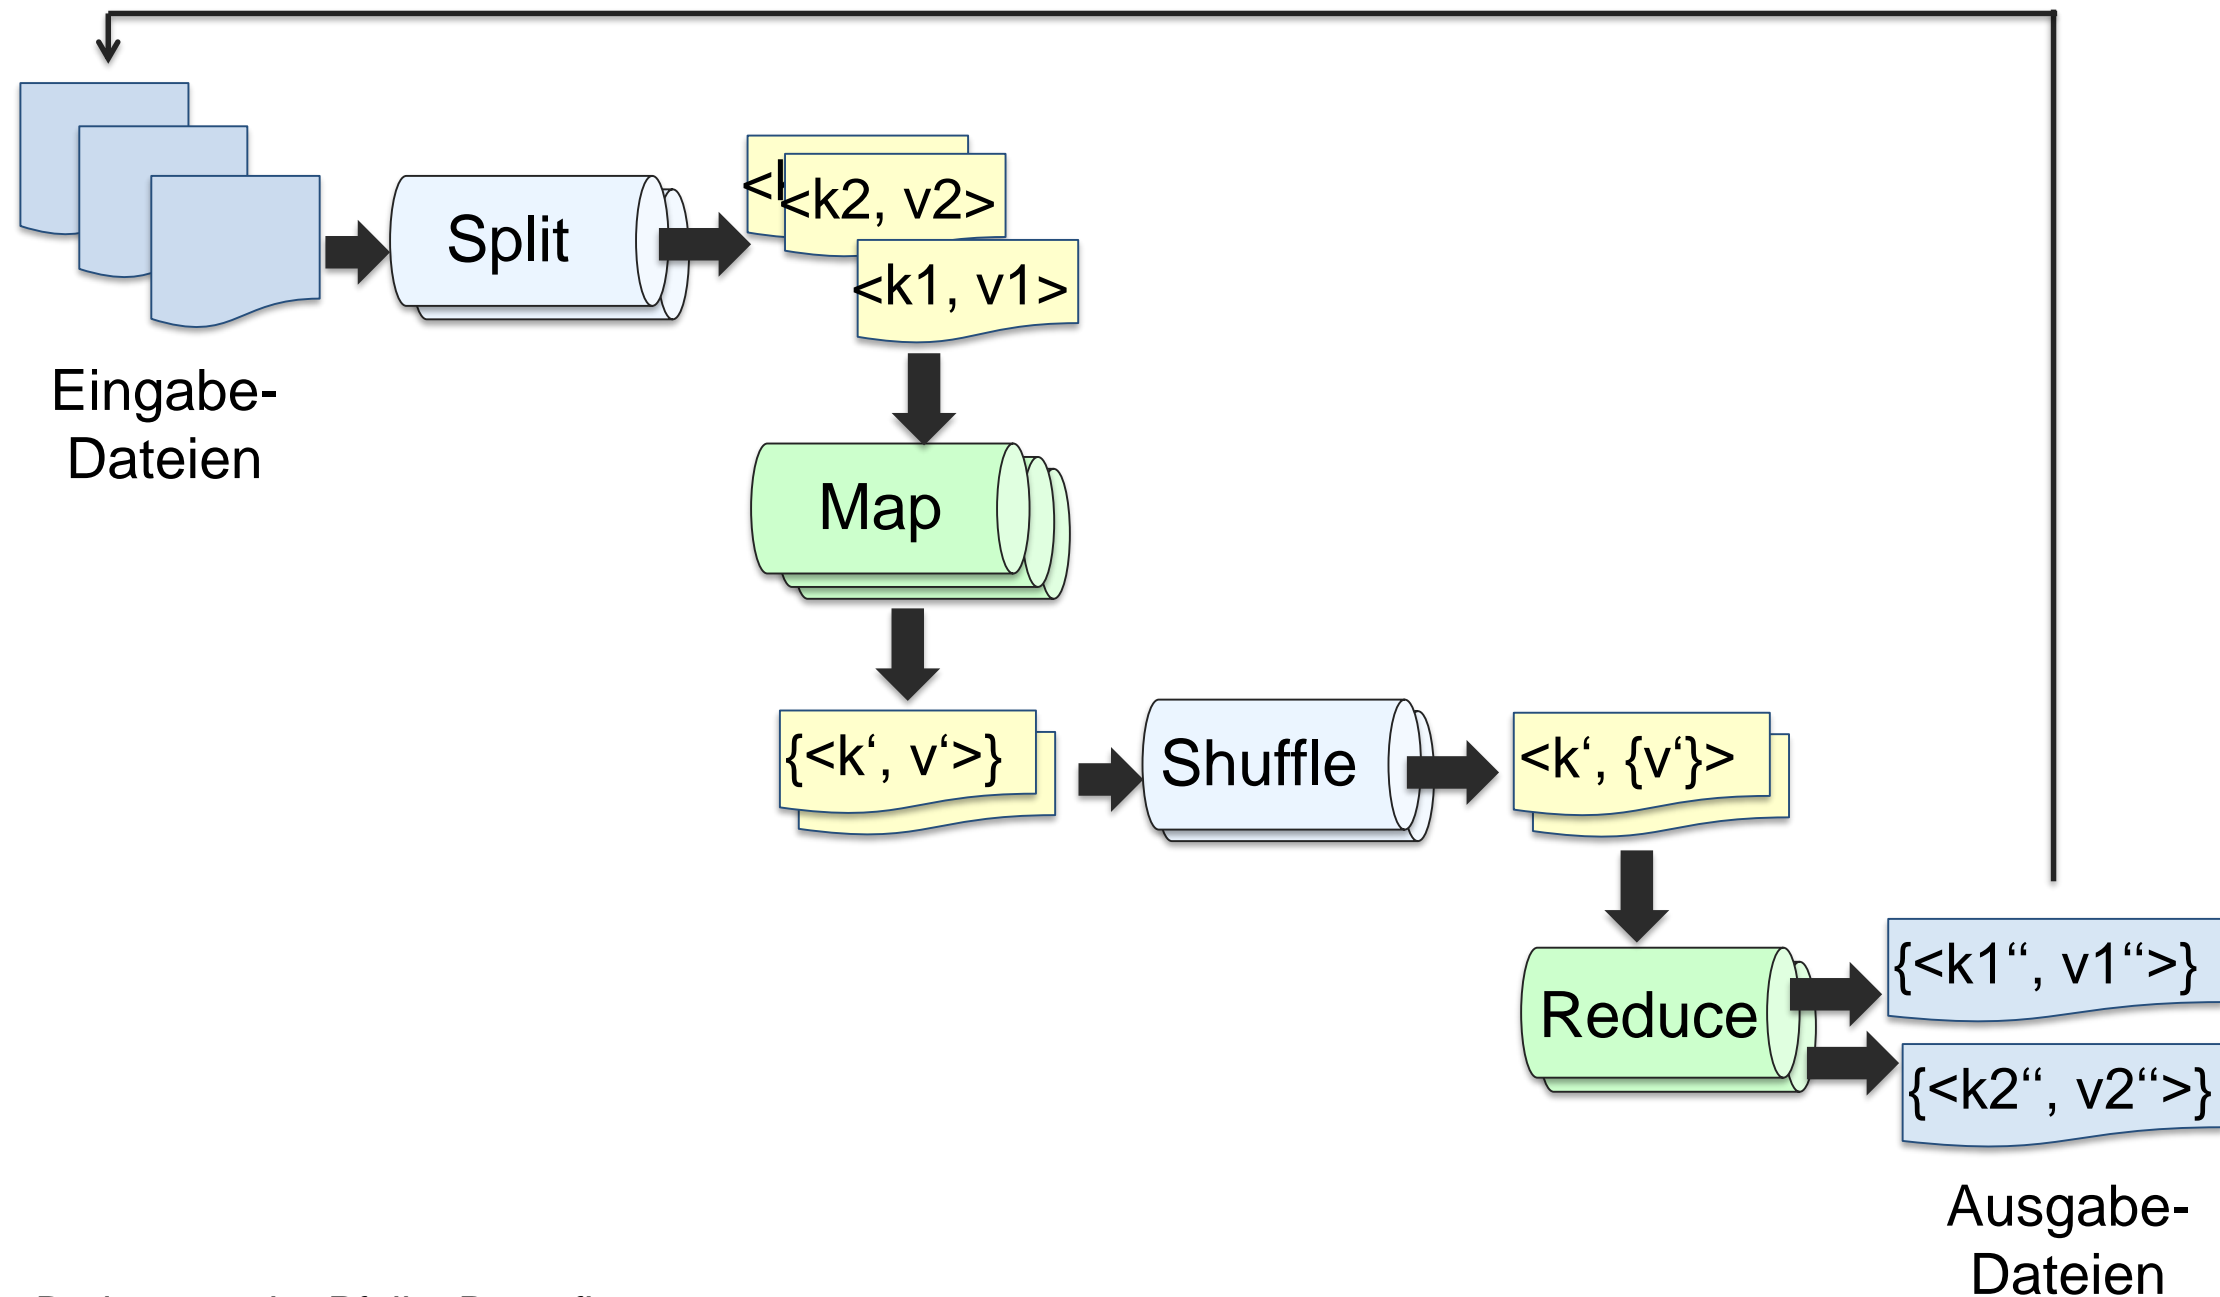 Split
<k2, v2>
<k1, v1>
Eingabe-
Dateien
Map
{<k‘, v‘>}
Shuffle
<k‘, {v‘}>
Reduce
{<k1‘‘, v1‘‘>}
{<k2‘‘, v2‘‘>}
Ausgabe-
Dateien